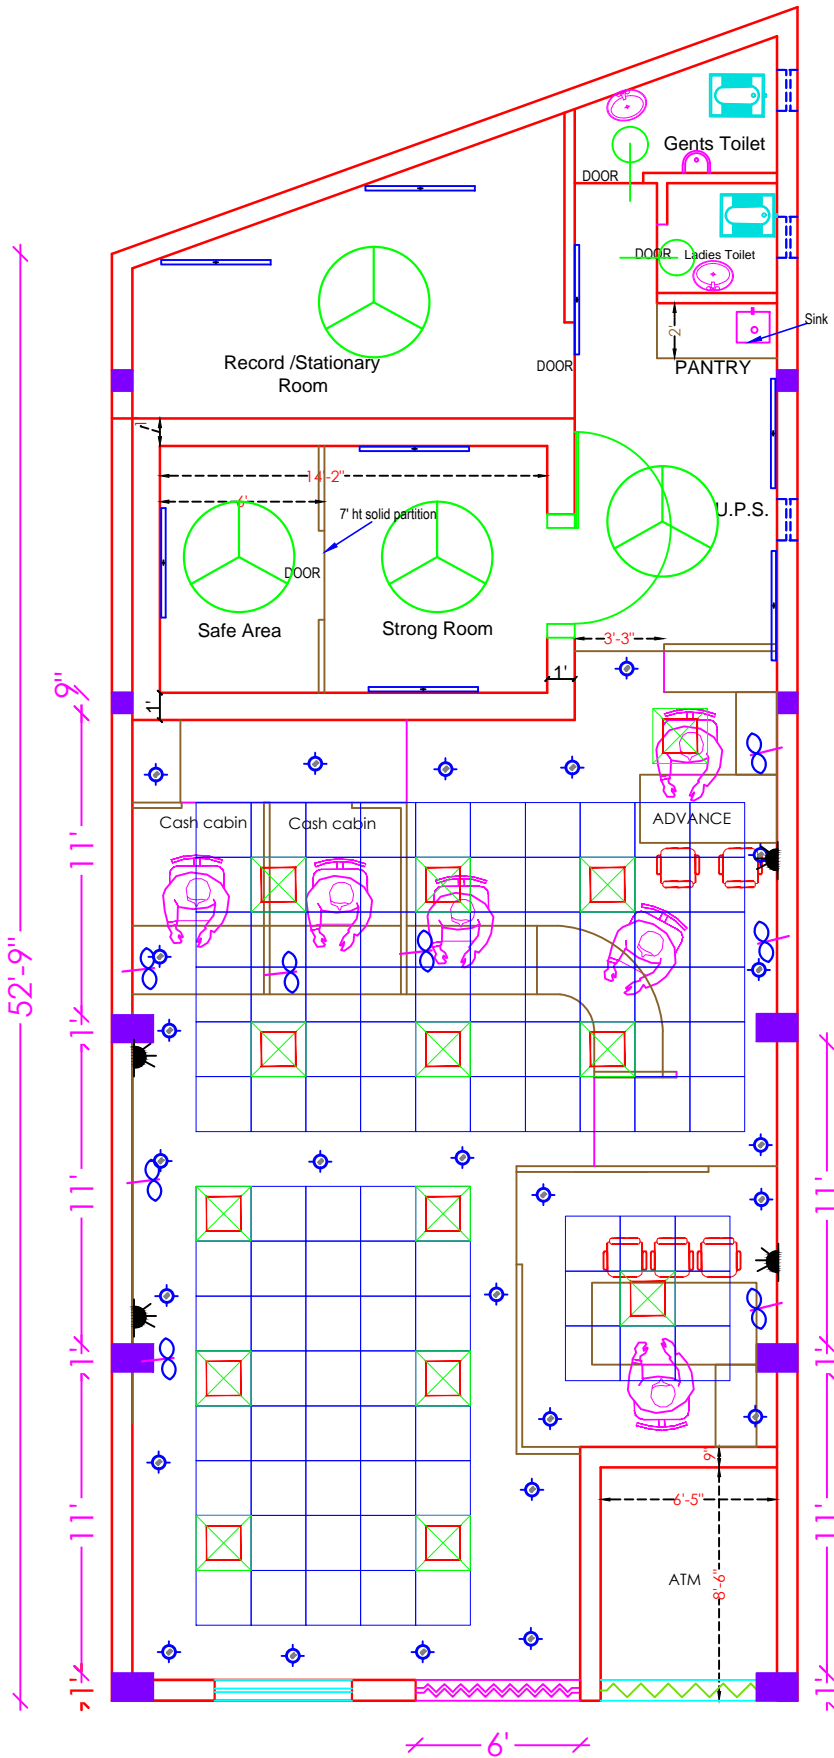 Gents Toilet
DOOR
DOOR
Ladies Toilet
Sink
2'
Record /Stationary
Room
DOOR
PANTRY
1'
14'-2"
6'
7' ht solid partition
U.P.S.
DOOR
Safe Area
Strong Room
3'-3"
1'
1'
9"
52'-9"
11'
Cash cabin
Cash cabin
ADVANCE
1'
11'
11'
1'
1'
9"
6'-5"
11'
11'
ATM
8'-6"
1'
1'
6'